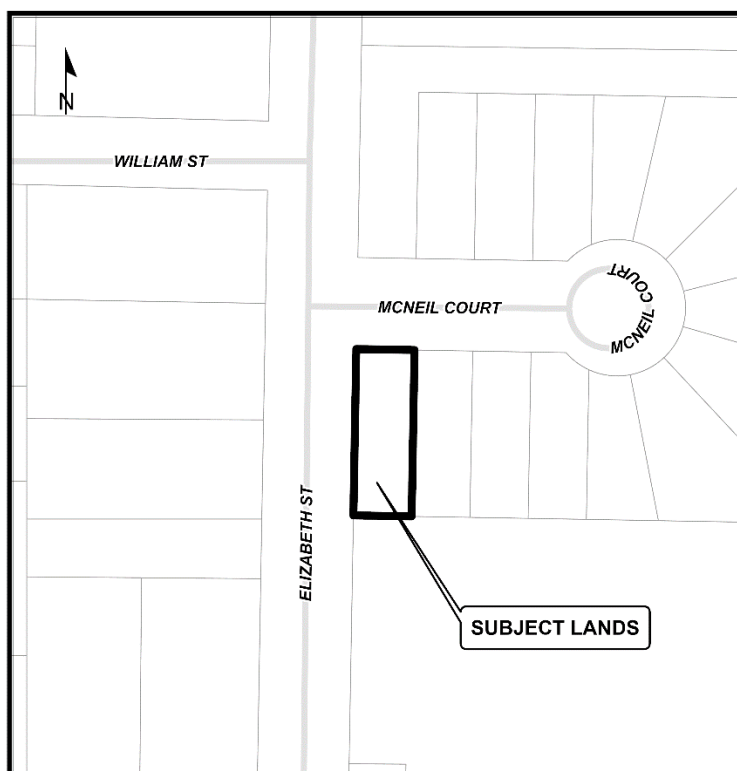 N
WILLIAM ST
MCNEIL COURT
MCNEIL COURT
ELIZABETH ST
SUBJECT LANDS